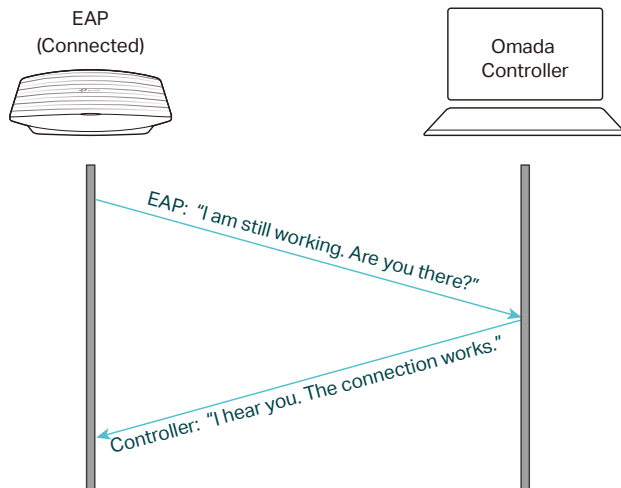 EAP
(Connected)
Omada
Controller
EAP: "I am still working. Are you there?"
Controller: "I hear you. The connection works."